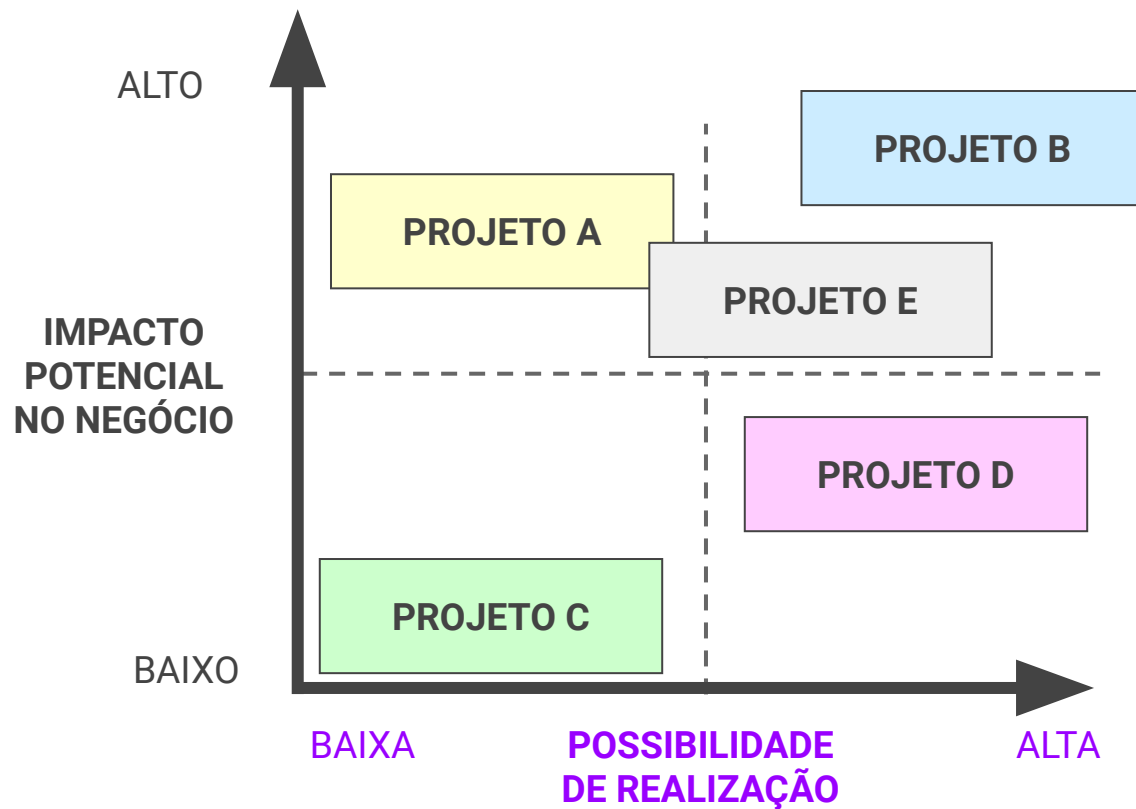 ALTO
PROJETO B
PROJETO A
PROJETO E
IMPACTO
POTENCIAL
NO NEGÓCIO
PROJETO D
PROJETO C
BAIXO
BAIXA
POSSIBILIDADE
DE REALIZAÇÃO
ALTA